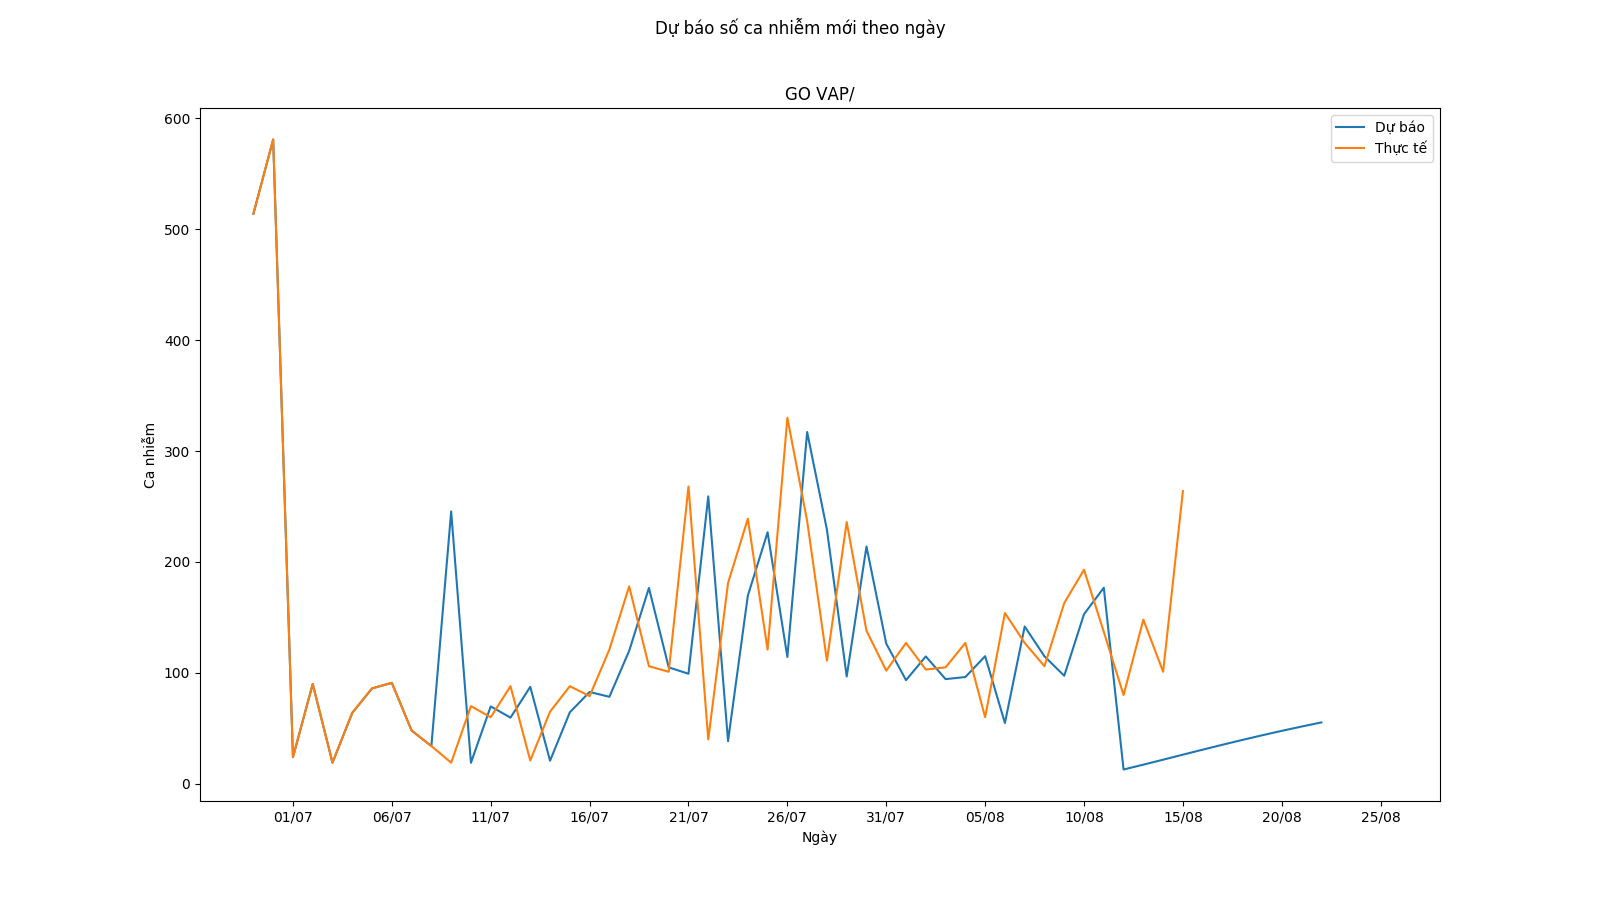 Dự báo số ca nhiễm mới theo ngày
GO VAP/
Dự báo
Thực tế
600
500
400
300
200
100
0
Ca nhiễm
01/07 06/07 11/07 16/07 21/07 26/07 31/07 05/08 10/08 15/08 20/08 25/08
Ngày